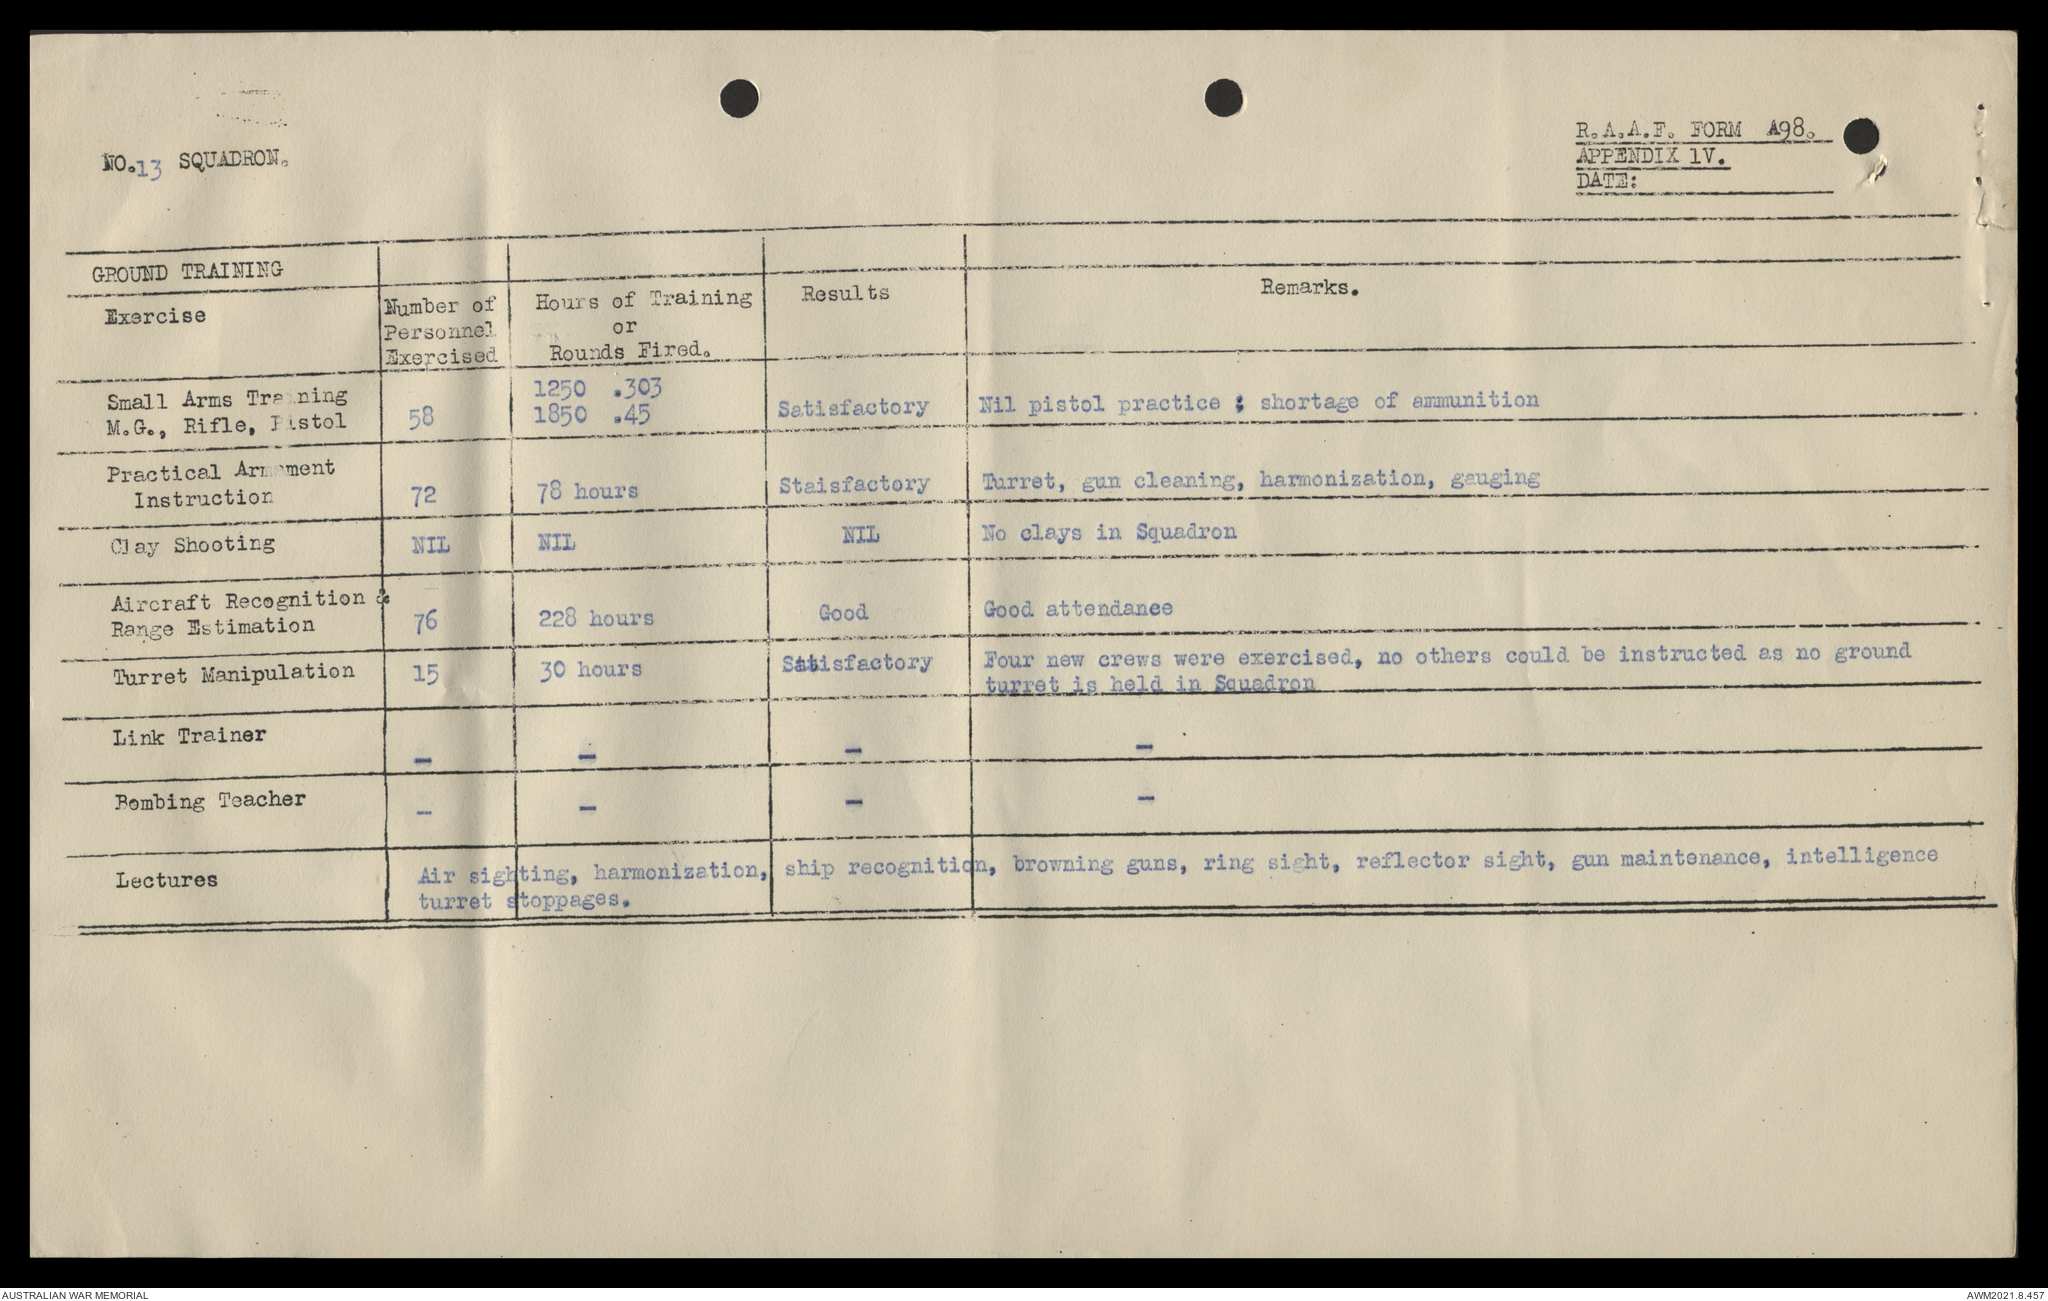 NO.13 SQUADRON.
R.A.A.F. FORM A98.
APPENDIX 1V.
DATE:
GROUND TRAINING
Exercise
Number of
Personnel
Exercised
Hours of Training
or
Rounds Fired.
Results
Remarks.
Small Arms Training
M.G., Rifle, Pistol
58
1250 .303
1850 .45
Satisfactory
Nil pistol practice ; shortage of ammunition
Practical Armament
Instruction
72
78 hours
Staisfactory
Turret, gun cleaning, harmonization, gauging
Clay Shooting
NIL
NIL
NIL
No clays in Squadron
Aircraft Recognition &
Range Estimation
76
228 hours
Good
Good attendance
Turret Manipulation
15
30 hours
Satisfactory
Four new crews were exercised, no others could be instructed as no ground
turret is held in Squadron
Link Trainer
-
-
-
-
Bombing Teacher
-
-
-
-
Lectures
Air sighting, harmonization, ship recognition, browning guns, ring sight, reflector sight, gun maintenance, intelligence
turret stoppages.
AUSTRALIAN WAR MEMORIAL
AWM2021.8.457